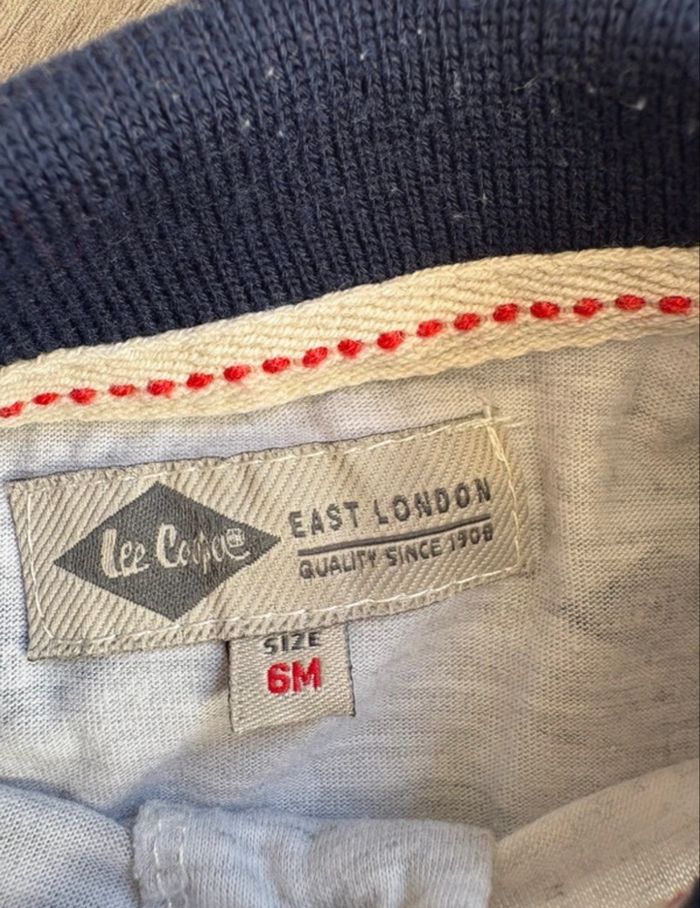 Lee Cooper
EAST LONDON
QUALITY SINCE 1908
SIZE
6M